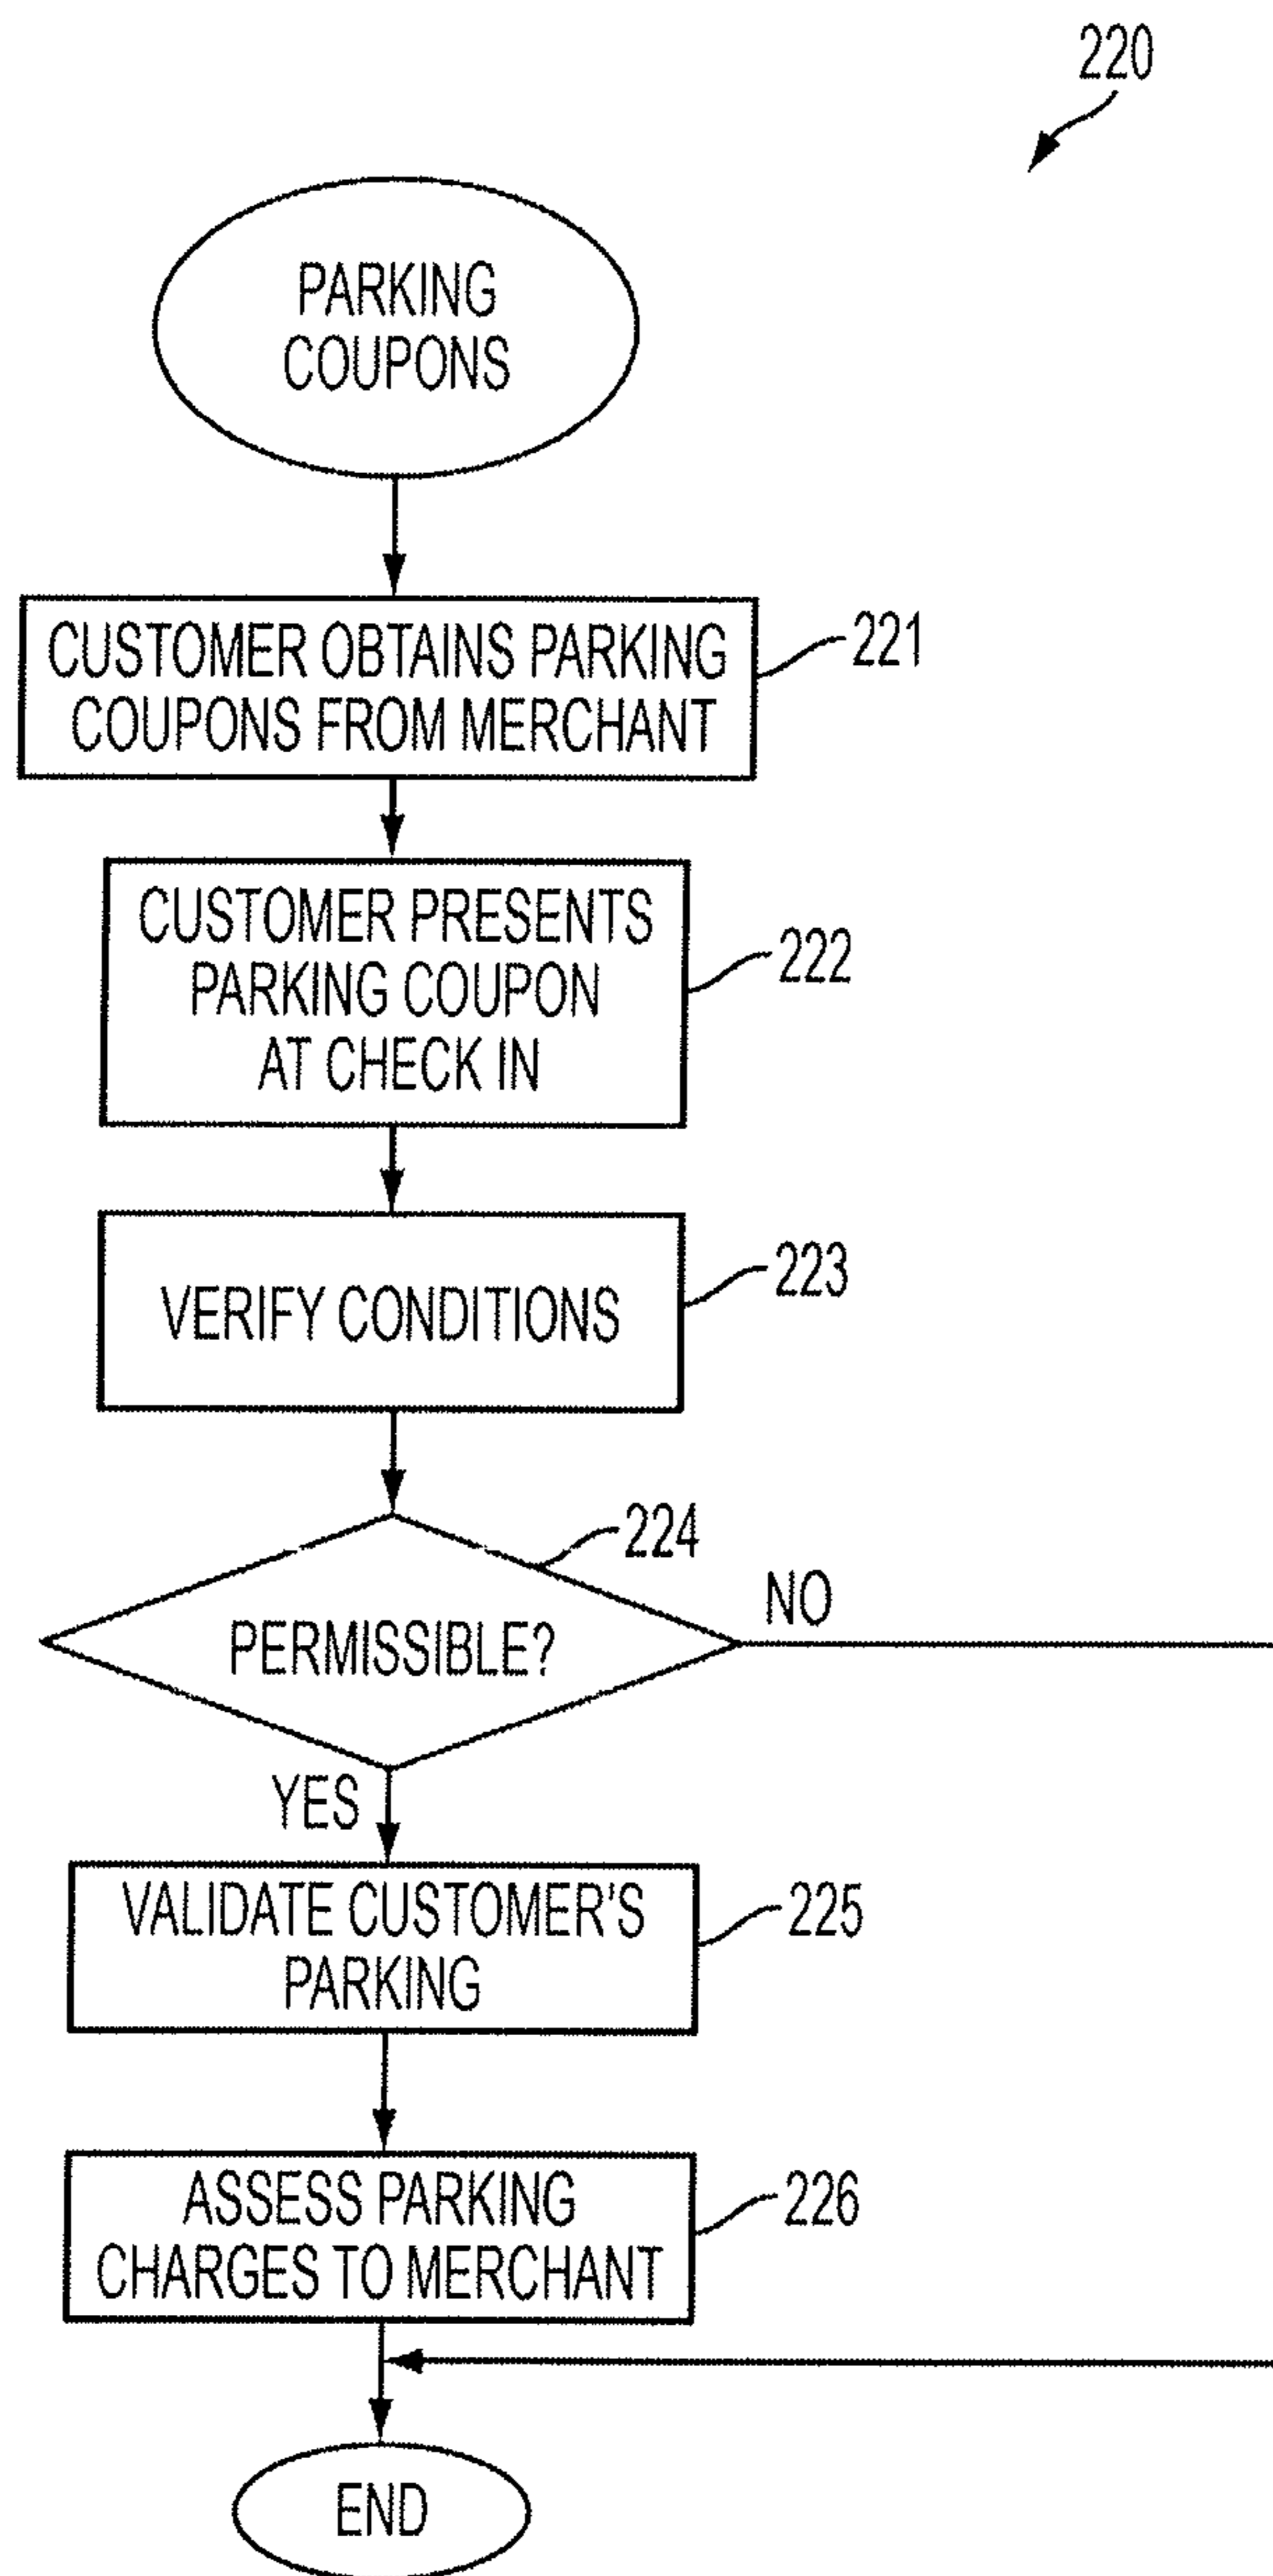 220
PARKING
COUPONS
CUSTOMER OBTAINS PARKING
COUPONS FROM MERCHANT
221
CUSTOMER PRESENTS
PARKING COUPON
AT CHECK IN
222
VERIFY CONDITIONS
223
224
PERMISSIBLE?
NO
YES
VALIDATE CUSTOMER'S
PARKING
225
ASSESS PARKING
CHARGES TO MERCHANT
226
END